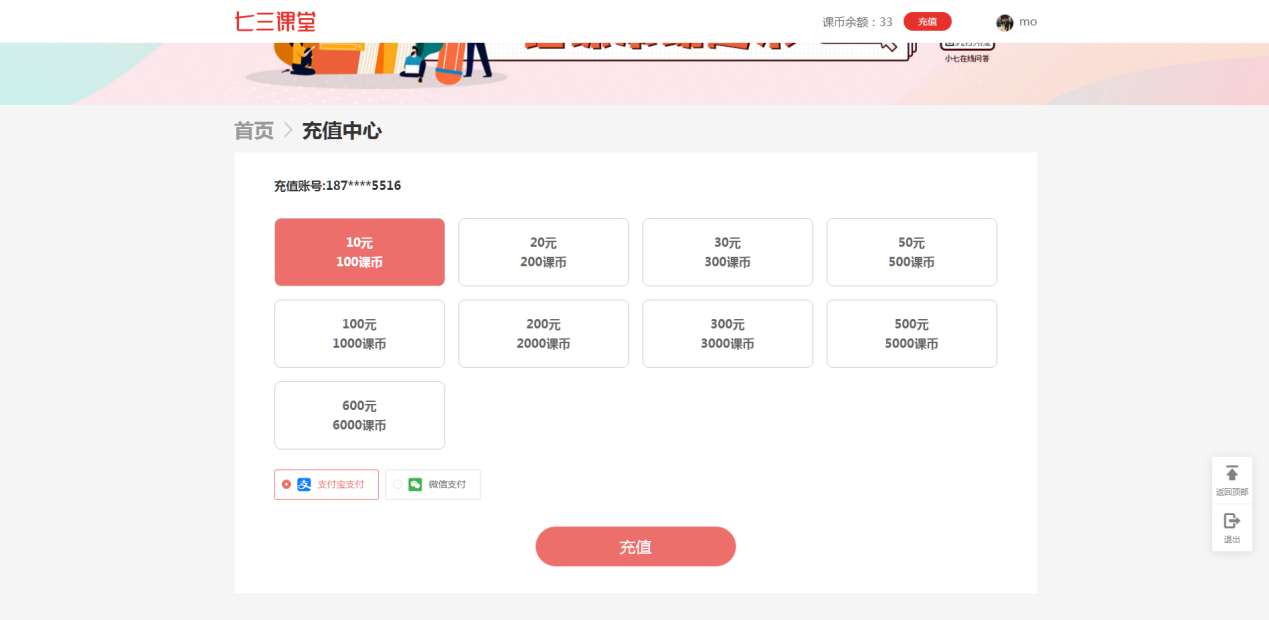 七三课堂
课币余额：33
充值
mo
小七在线问答
首页
充值中心
充值账号:187****5516
10元
100课币
20元
200课币
30元
300课币
50元
500课币
100元
1000课币
200元
2000课币
300元
3000课币
500元
5000课币
600元
6000课币
支付宝支付
微信支付
充值
返回顶部
退出